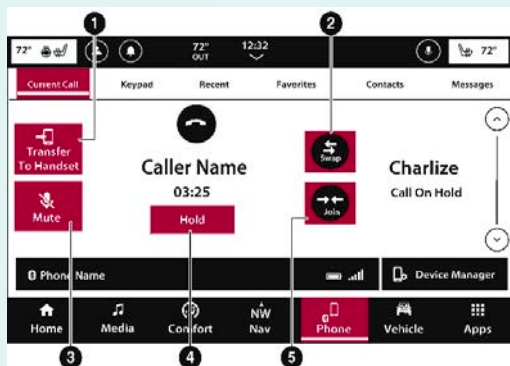 1
2
72° 72° OUT 12:32 72°
Current Call Keypad Recent Favorites Contacts Messages
Transfer
To Handset
Mute
Caller Name
03:25
Hold
Swap
Join
Charlize
Call On Hold
Phone Name Device Manager
Home Media Comfort NW Nav Phone Vehicle Apps
3
4
5